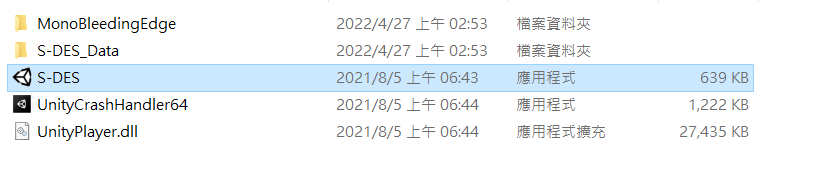 MonoBleedingEdge 2022/4/27 上午 02:53 檔案資料夾
S-DES_Data 2022/4/27 上午 02:53 檔案資料夾
S-DES 2021/8/5 上午 06:43 應用程式 639 KB
UnityCrashHandler64 2021/8/5 上午 06:44 應用程式 1,222 KB
UnityPlayer.dll 2021/8/5 上午 06:44 應用程式擴充 27,435 KB